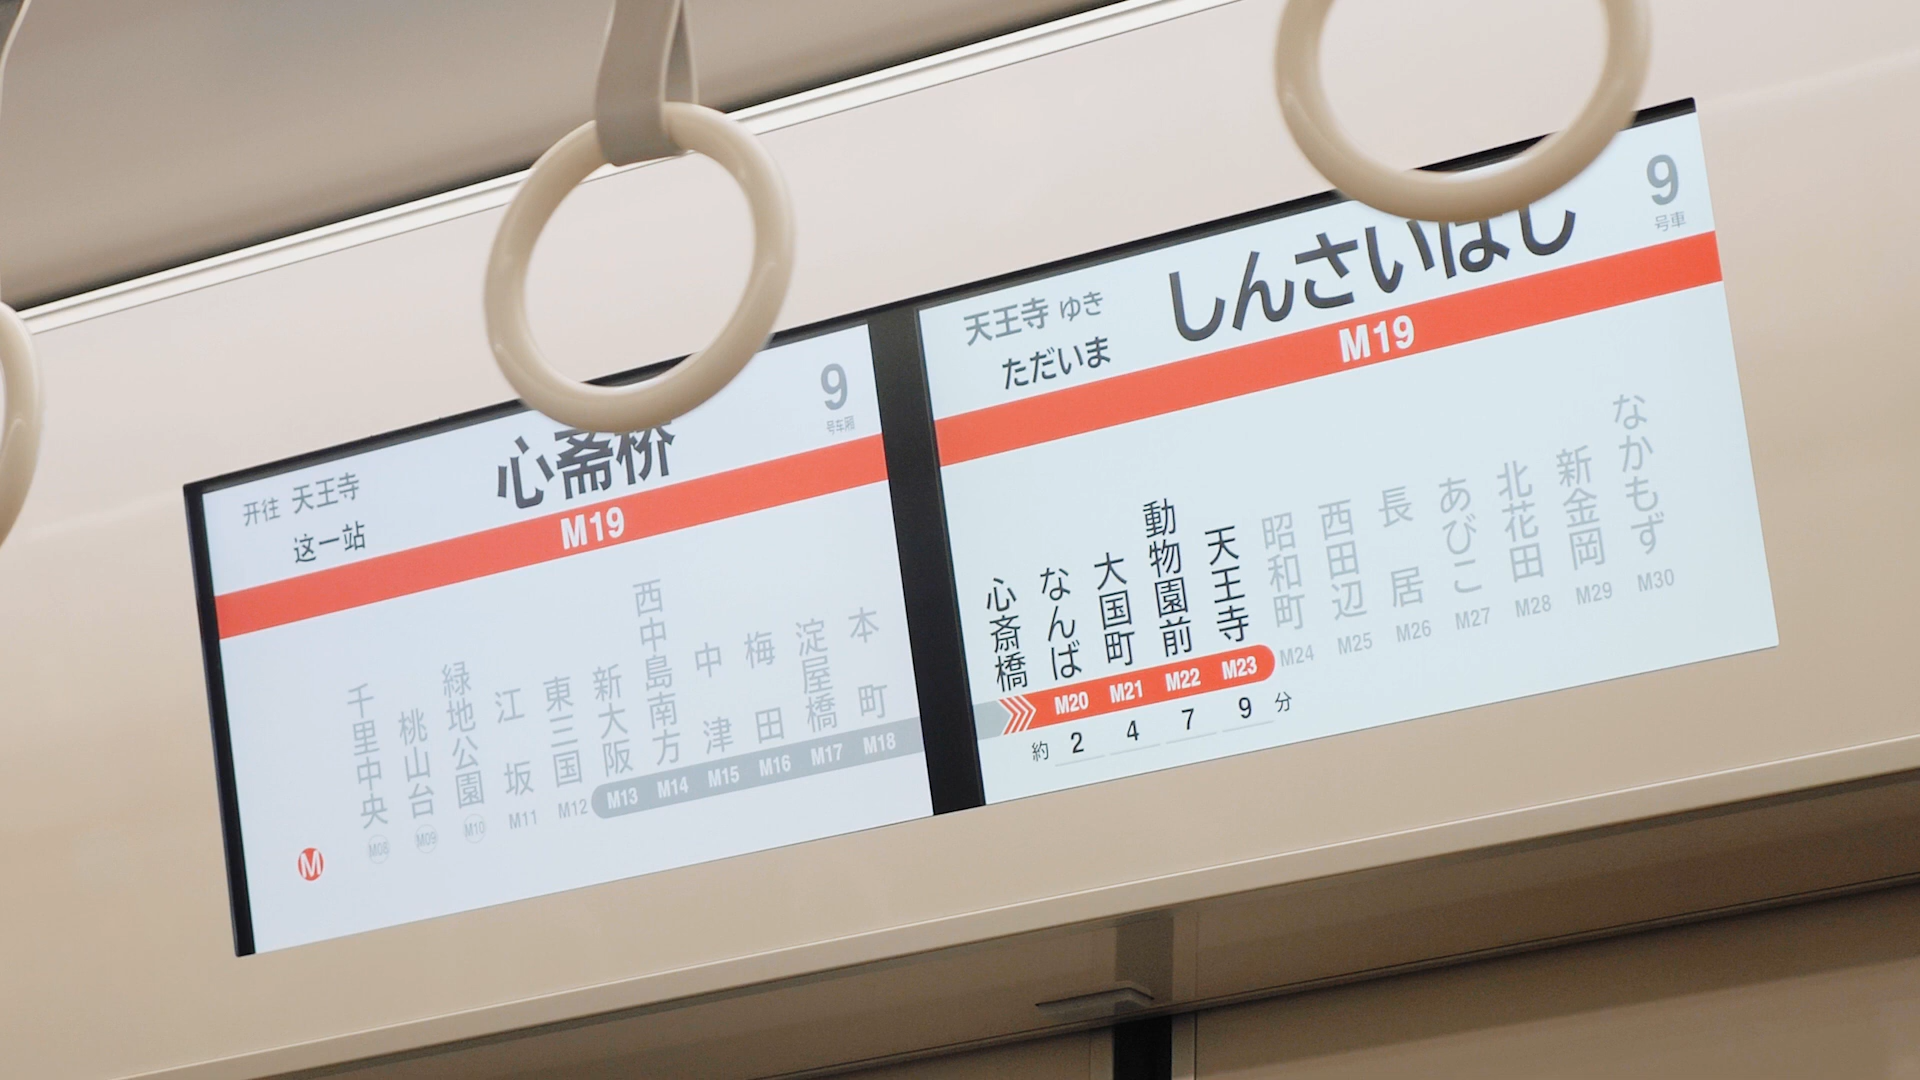 开往 天王寺
这一站
心斋桥
9
号车厢
M19
千里中央
桃山台
緑地公園
江坂
東三国
新大阪
西中島南方
中津
梅田
淀屋橋
本町
M08 M09 M10 M11 M12 M13 M14 M15 M16 M17 M18
M
天王寺 ゆき
ただいま
しんさいばし
9
号車
M19
心斎橋
なんば
大国町
動物園前
天王寺
昭和町
西田辺
長居
あびこ
北花田
新金岡
なかもず
M20 M21 M22 M23 M24 M25 M26 M27 M28 M29 M30
約 2 4 7 9 分